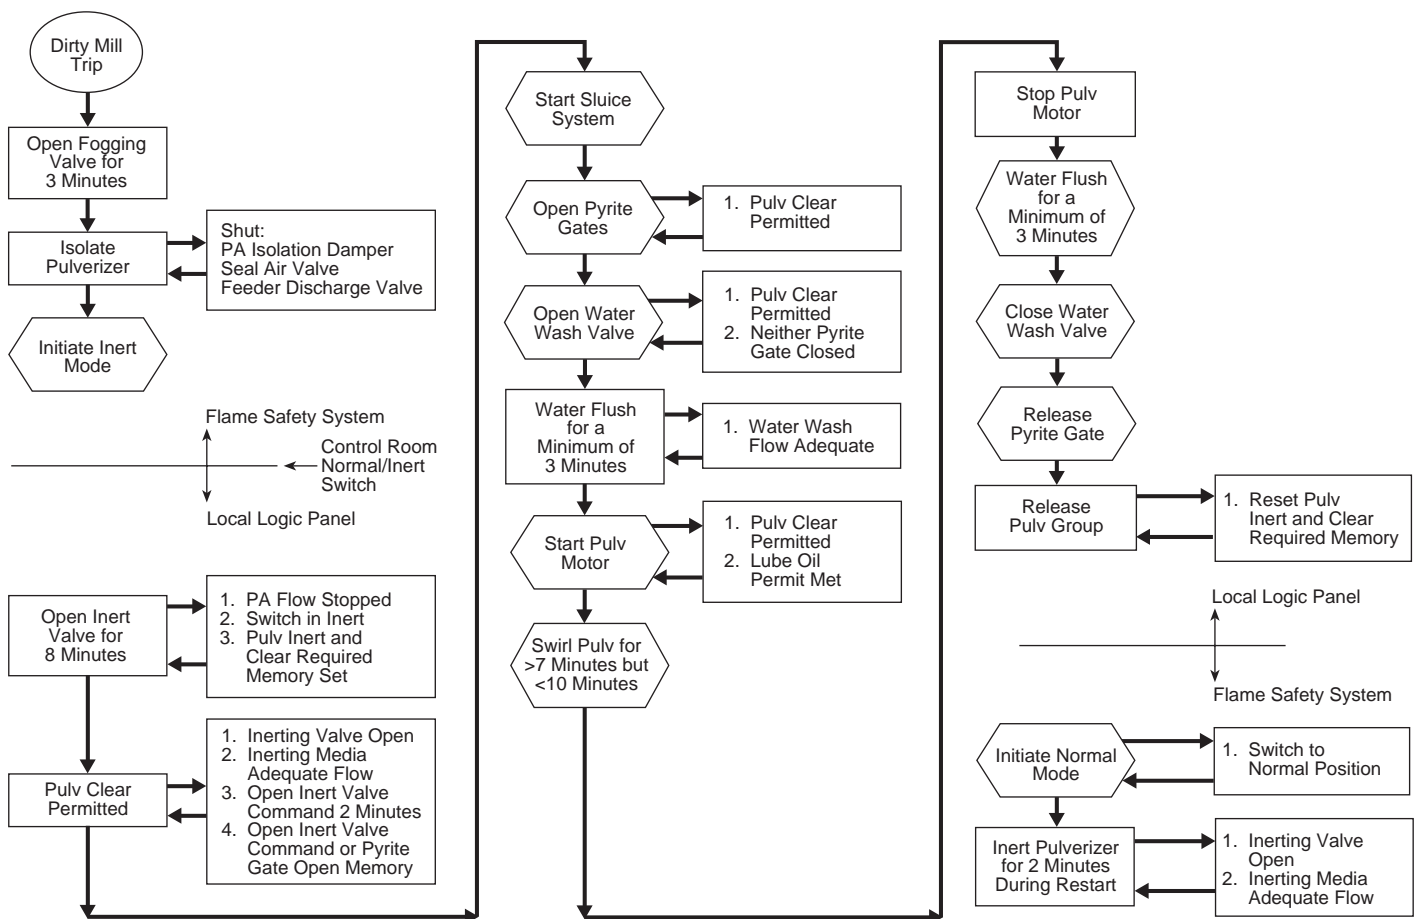 Dirty Mill
Trip
Open Fogging
Valve for
3 Minutes
Isolate
Pulverizer
Shut:
PA Isolation Damper
Seal Air Valve
Feeder Discharge Valve
Initiate Inert
Mode
Flame Safety System
Control Room
Normal/Inert
Switch
Local Logic Panel
Open Inert
Valve for
8 Minutes
1. PA Flow Stopped
2. Switch in Inert
3. Pulv Inert and
Clear Required
Memory Set
Pulv Clear
Permitted
1. Inerting Valve Open
2. Inerting Media
Adequate Flow
3. Open Inert Valve
Command 2 Minutes
4. Open Inert Valve
Command or Pyrite
Gate Open Memory
Start Sluice
System
Open Pyrite
Gates
1. Pulv Clear
Permitted
Open Water
Wash Valve
1. Pulv Clear
Permitted
2. Neither Pyrite
Gate Closed
Water Flush
for a
Minimum of
3 Minutes
1. Water Wash
Flow Adequate
Start Pulv
Motor
1. Pulv Clear
Permitted
2. Lube Oil
Permit Met
Swirl Pulv for
>7 Minutes but
<10 Minutes
Stop Pulv
Motor
Water Flush
for a
Minimum of
3 Minutes
Close Water
Wash Valve
Release
Pyrite Gate
Release
Pulv Group
1. Reset Pulv
Inert and Clear
Required Memory
Local Logic Panel
Flame Safety System
Initiate Normal
Mode
1. Switch to
Normal Position
Inert Pulverizer
for 2 Minutes
During Restart
1. Inerting Valve
Open
2. Inerting Media
Adequate Flow